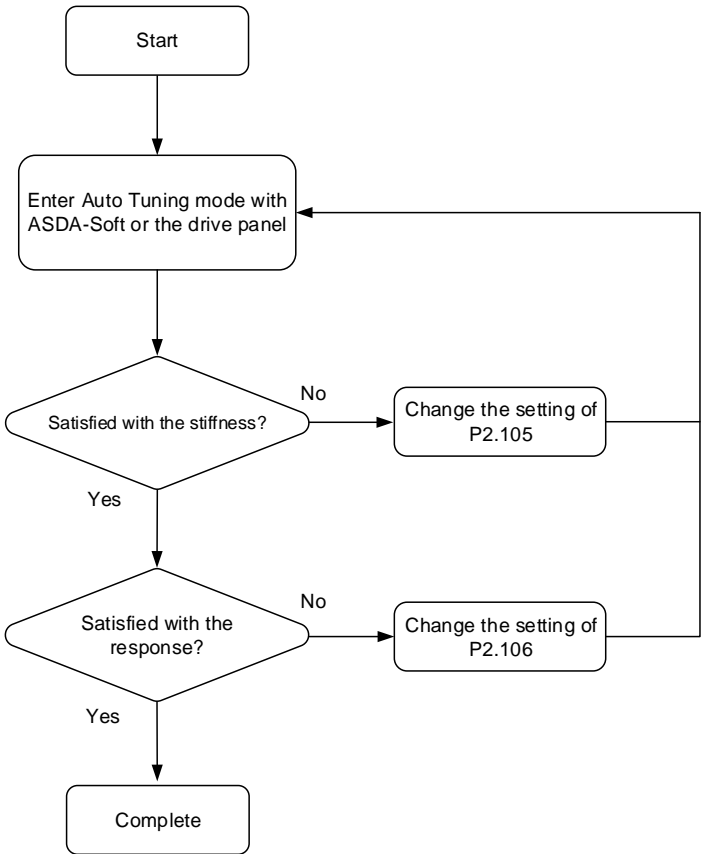 Start
Enter Auto Tuning mode with
ASDA-Soft or the drive panel
Satisfied with the stiffness?
No
Change the setting of
P2.105
Yes
Satisfied with the
response?
No
Change the setting of
P2.106
Yes
Complete